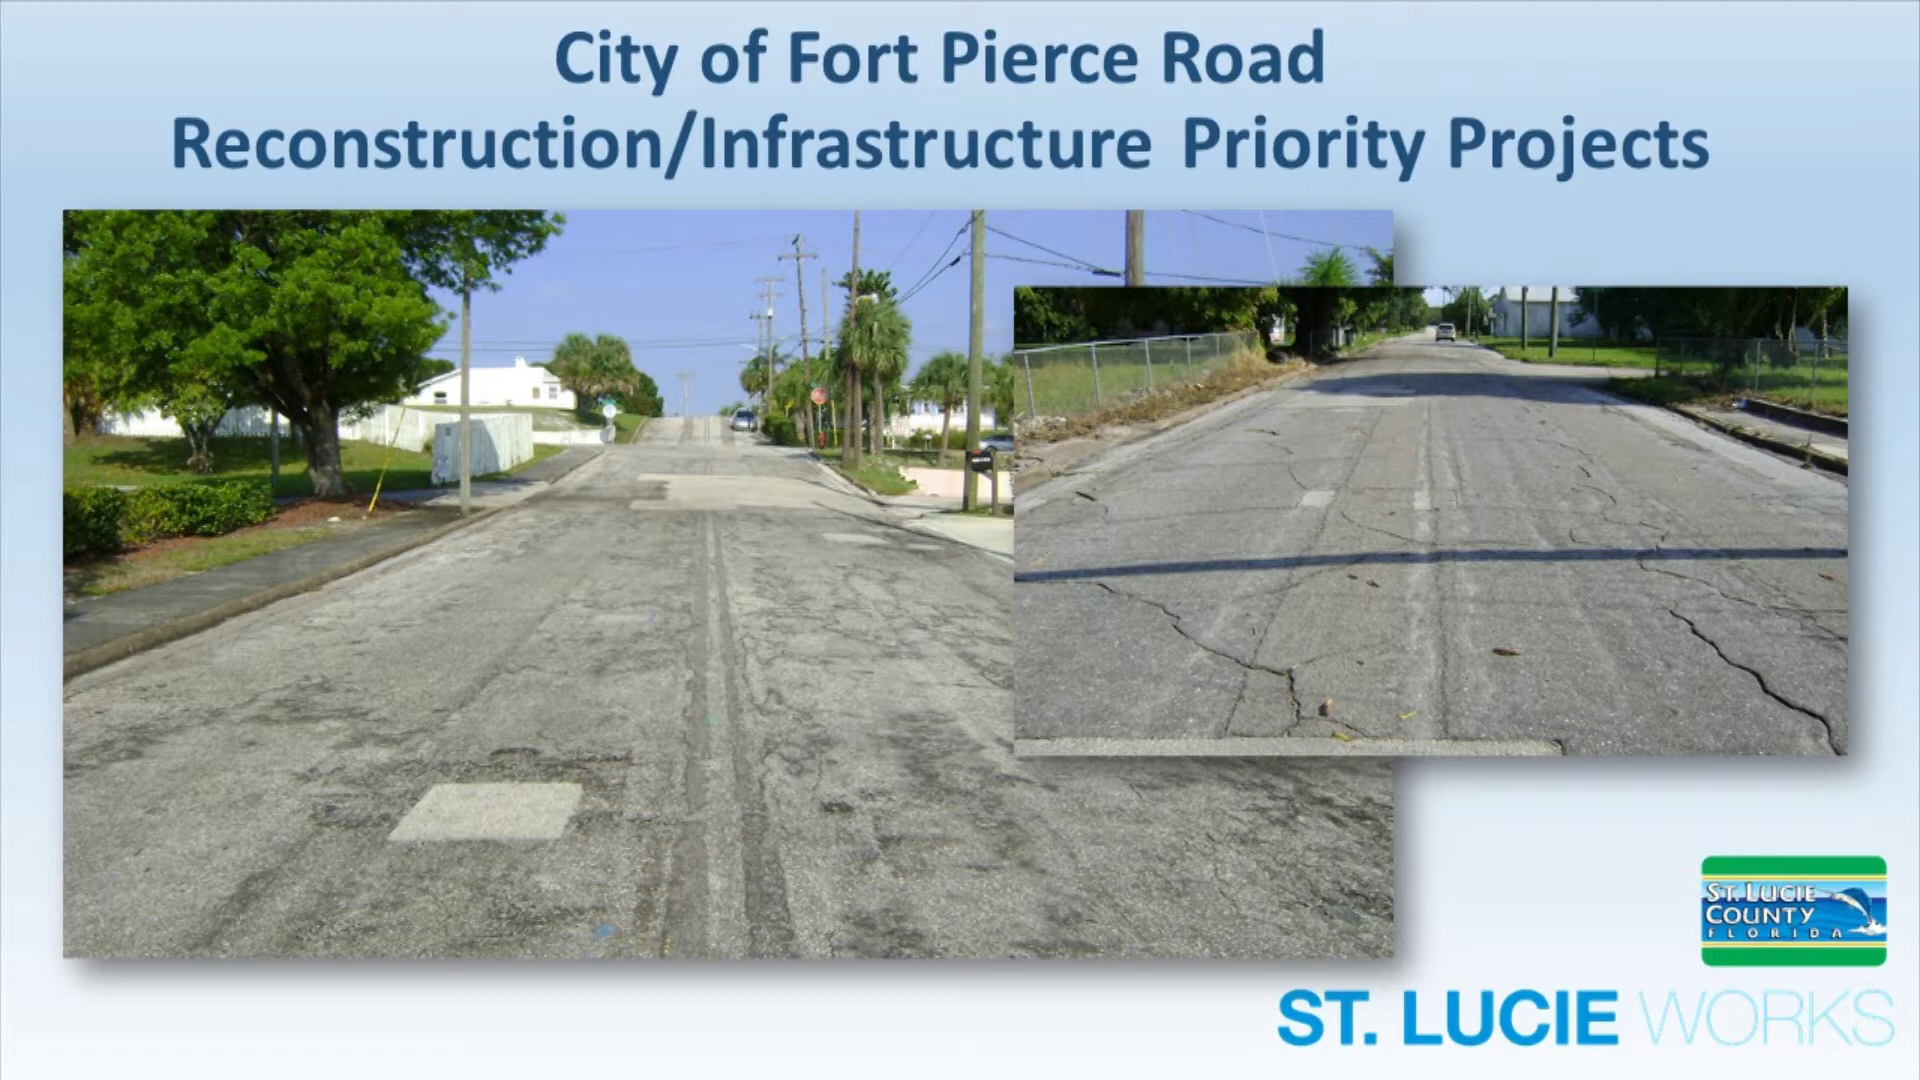 City of Fort Pierce Road
Reconstruction/Infrastructure Priority Projects
ST. LUCIE
COUNTY
FLORIDA
ST. LUCIE WORKS